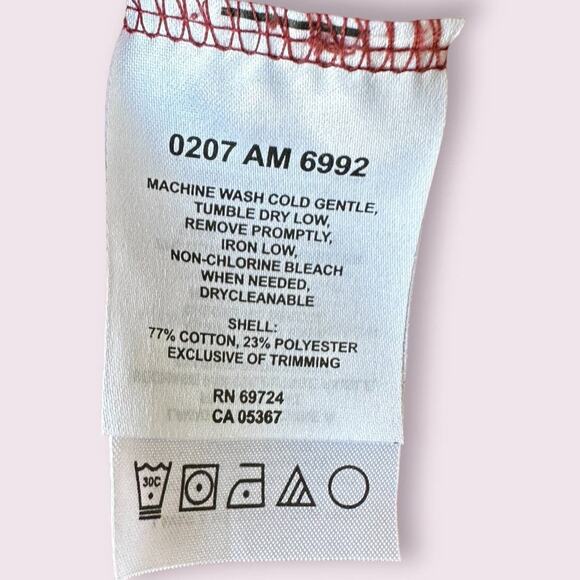 0207 AM 6992
MACHINE WASH COLD GENTLE,
TUMBLE DRY LOW,
REMOVE PROMPTLY,
IRON LOW,
NON-CHLORINE BLEACH
WHEN NEEDED,
DRYCLEANABLE
SHELL:
77% COTTON, 23% POLYESTER
EXCLUSIVE OF TRIMMING
RN 69724
CA 05367
30C